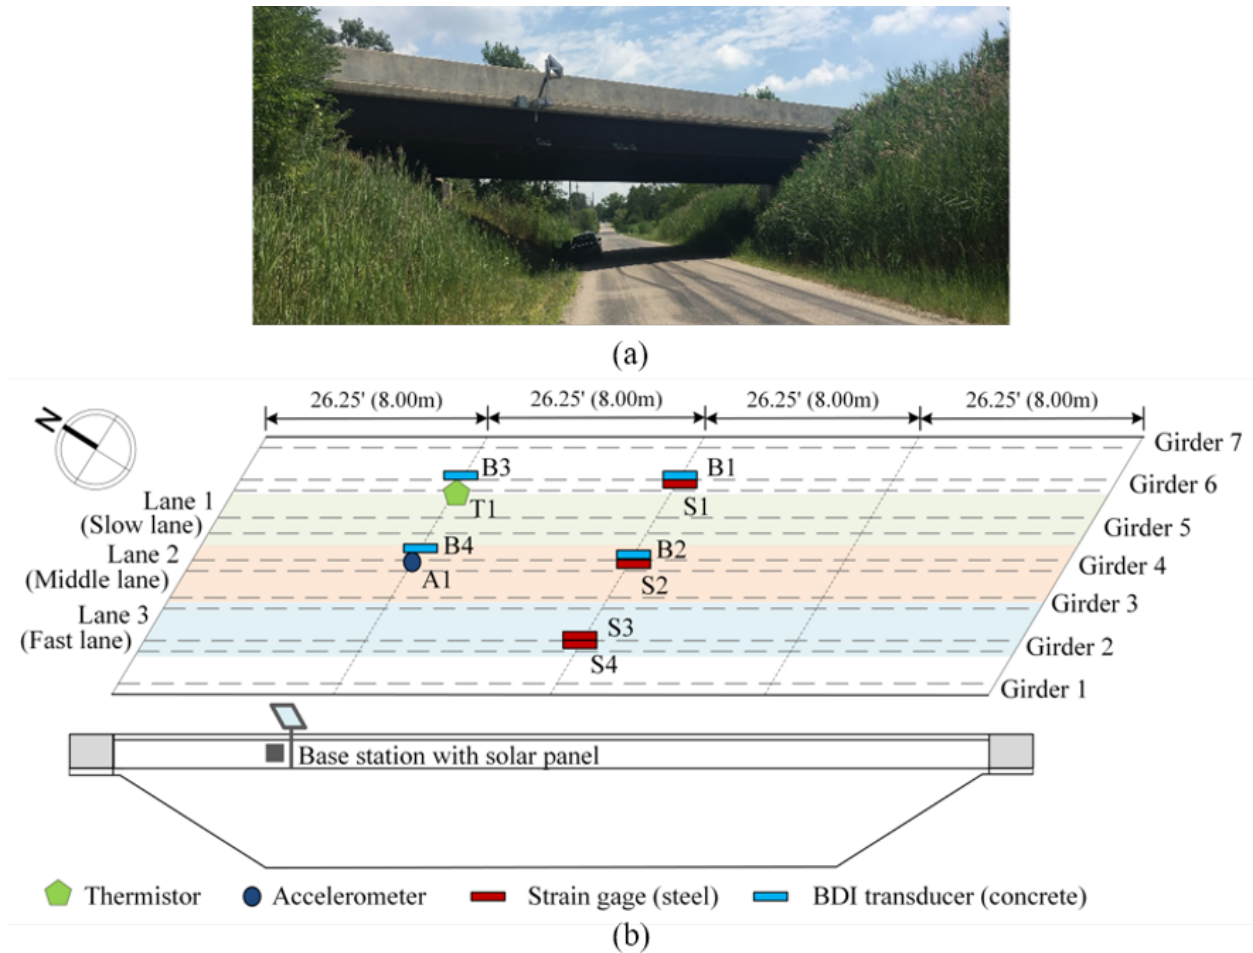 (a)
26.25' (8.00m)
26.25' (8.00m)
26.25' (8.00m)
26.25' (8.00m)
N
Girder 7
B3
B1
Girder 6
Lane 1
(Slow lane)
T1
S1
Girder 5
Lane 2
(Middle lane)
B4
B2
Girder 4
A1
S2
Girder 3
Lane 3
(Fast lane)
S3
Girder 2
S4
Girder 1
Base station with solar panel
Thermistor
Accelerometer
Strain gage (steel)
BDI transducer (concrete)
(b)